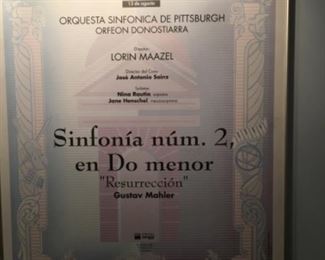 13 de agosto
ORQUESTA SINFONICA DE PITTSBURGH
ORFEON DONOSTIARRA
Director:
LORIN MAAZEL
Director del Coro:
José Antonio Sainz
Solistas:
Nina Rautio, soprano
Jane Henschel, mezzosoprano
Sinfonía núm. 2,
en Do menor
"Resurrección"
Gustav Mahler